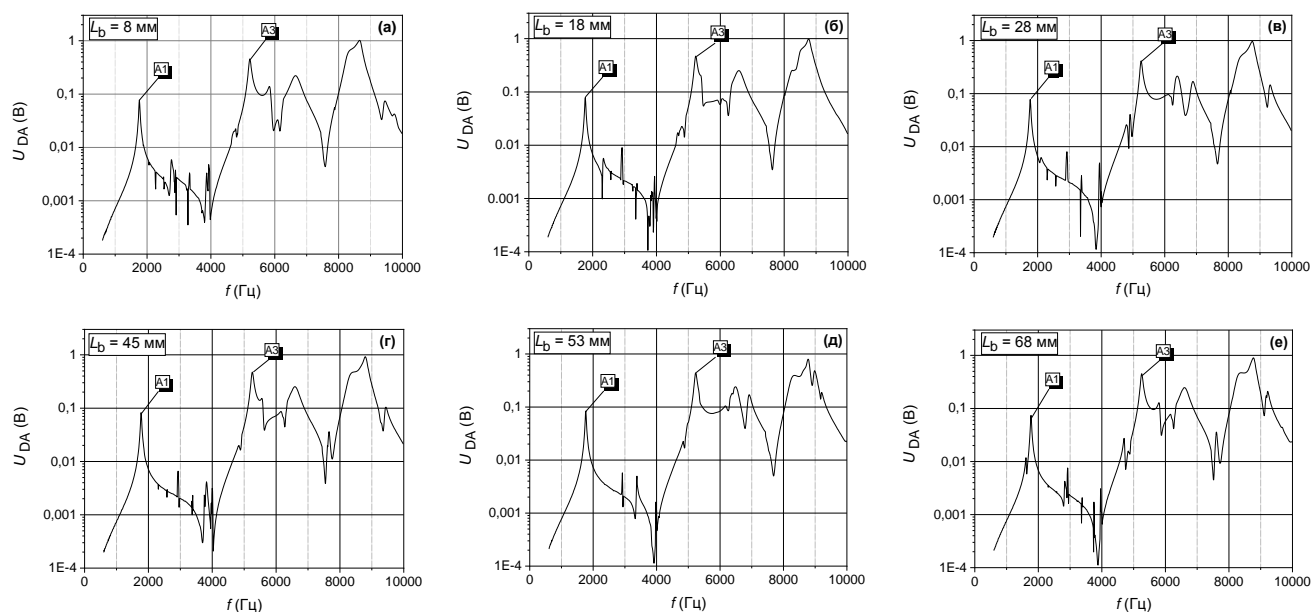 L_b = 8 мм
(а)
A1
A3
U_DA (В)
1
0,1
0,01
0,001
1E-4
0 2000 4000 6000 8000 10000
f (Гц)
L_b = 18 мм
(б)
A1
A3
U_DA (В)
1
0,1
0,01
0,001
1E-4
0 2000 4000 6000 8000 10000
f (Гц)
L_b = 28 мм
(в)
A1
A3
U_DA (В)
1
0,1
0,01
0,001
1E-4
0 2000 4000 6000 8000 10000
f (Гц)
L_b = 45 мм
(г)
A1
A3
U_DA (В)
1
0,1
0,01
0,001
1E-4
0 2000 4000 6000 8000 10000
f (Гц)
L_b = 53 мм
(д)
A1
A3
U_DA (В)
1
0,1
0,01
0,001
1E-4
0 2000 4000 6000 8000 10000
f (Гц)
L_b = 68 мм
(е)
A1
A3
U_DA (В)
1
0,1
0,01
0,001
1E-4
0 2000 4000 6000 8000 10000
f (Гц)